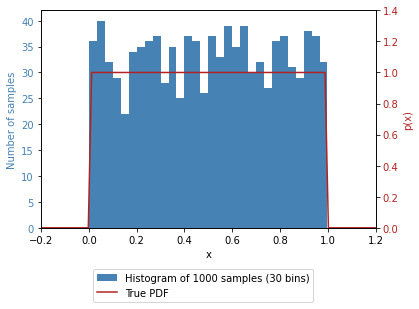 40
35
30
25
20
15
10
5
0
Number of samples
1.4
1.2
1.0
0.8
0.6
0.4
0.2
0.0
p(x)
-0.2 0.0 0.2 0.4 0.6 0.8 1.0 1.2
x
Histogram of 1000 samples (30 bins)
True PDF